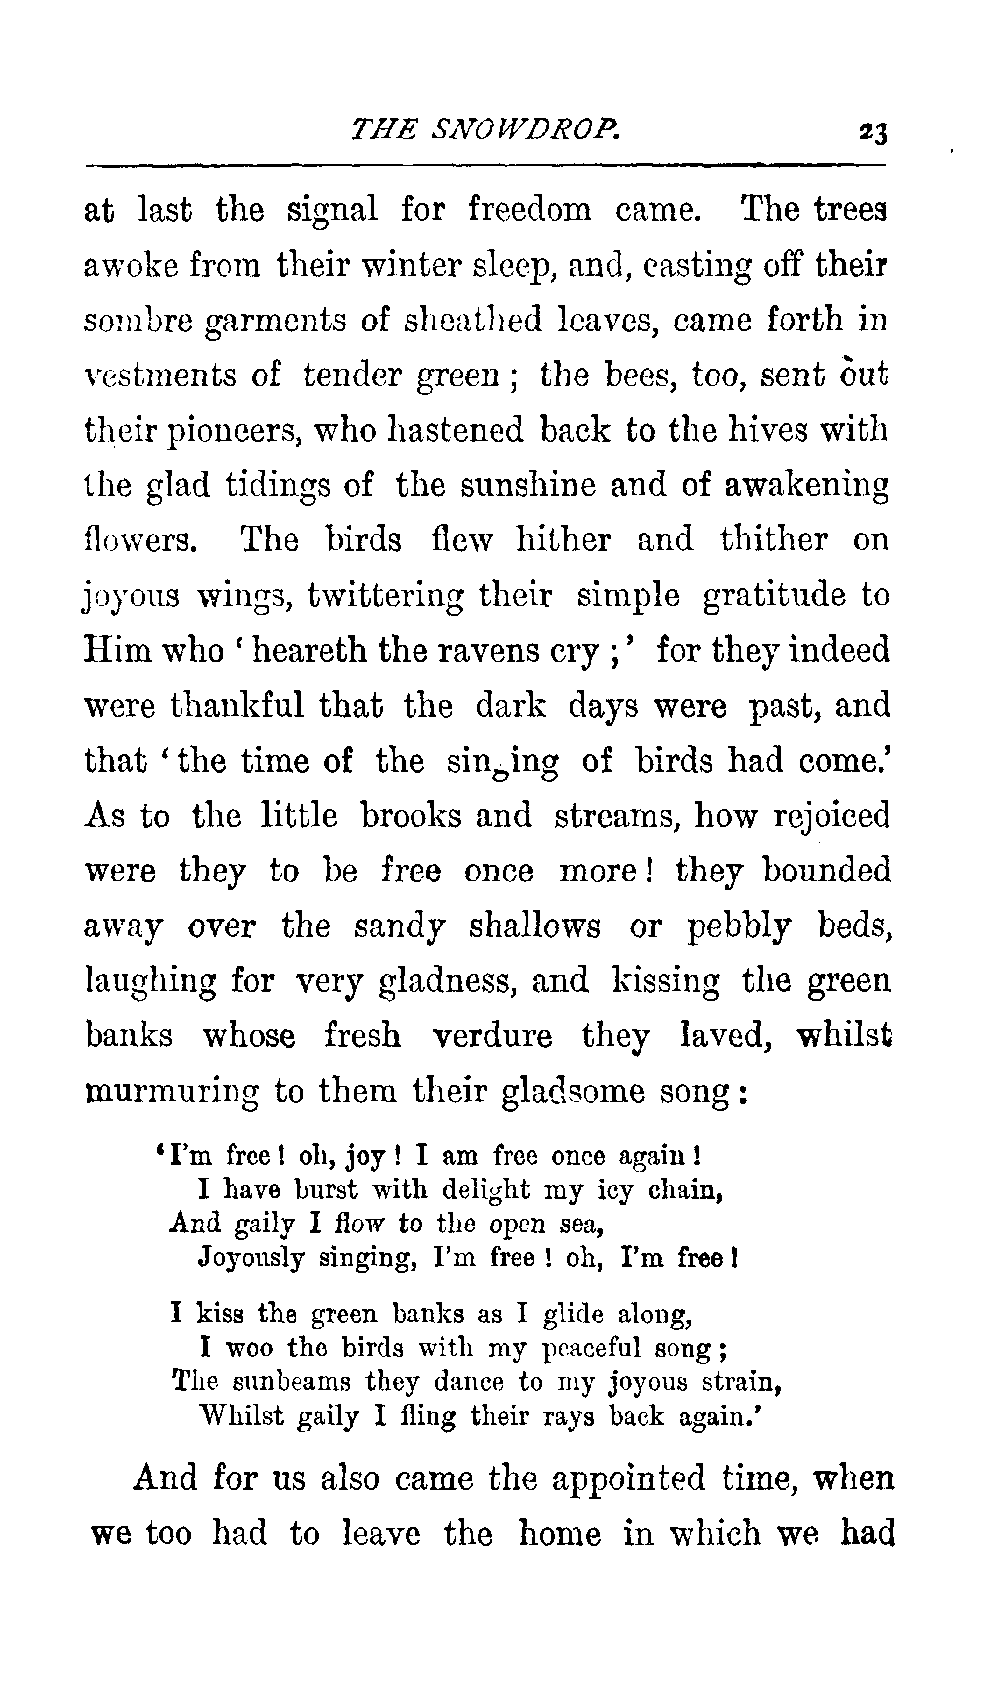 THE SNOWDROP. 23
at last the signal for freedom came. The trees
awoke from their winter sleep, and, casting off their
sombre garments of sheathed leaves, came forth in
vestments of tender green ; the bees, too, sent out
their pioneers, who hastened back to the hives with
the glad tidings of the sunshine and of awakening
flowers. The birds flew hither and thither on
joyous wings, twittering their simple gratitude to
Him who ‘ heareth the ravens cry ;’ for they indeed
were thankful that the dark days were past, and
that ‘ the time of the singing of birds had come.’
As to the little brooks and streams, how rejoiced
were they to be free once more ! they bounded
away over the sandy shallows or pebbly beds,
laughing for very gladness, and kissing the green
banks whose fresh verdure they laved, whilst
murmuring to them their gladsome song :
‘I’m free ! oh, joy ! I am free once again !
I have burst with delight my icy chain,
And gaily I flow to the open sea,
Joyously singing, I’m free ! oh, I’m free !
I kiss the green banks as I glide along,
I woo the birds with my peaceful song ;
The sunbeams they dance to my joyous strain,
Whilst gaily I fling their rays back again.’
And for us also came the appointed time, when
we too had to leave the home in which we had